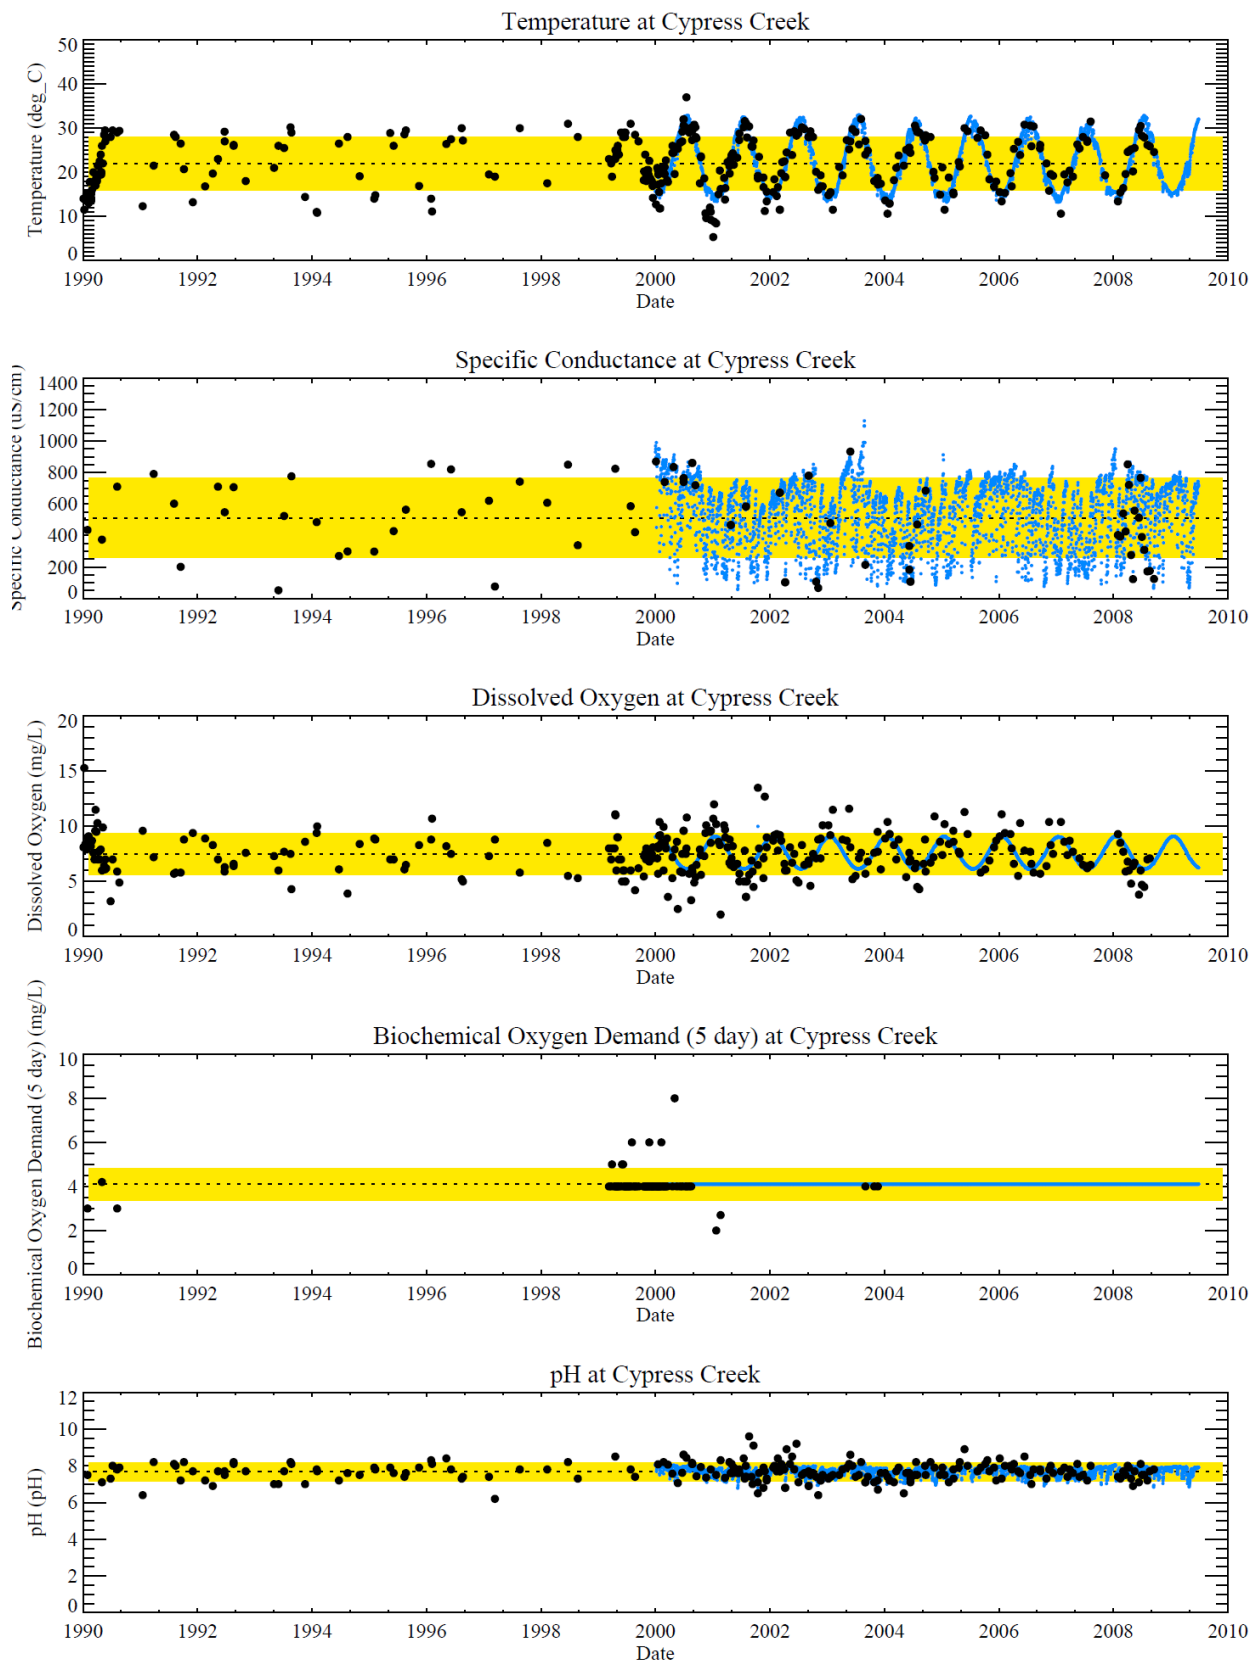 Temperature at Cypress Creek
Temperature (deg_C)
50
40
30
20
10
0
1990 1992 1994 1996 1998 2000 2002 2004 2006 2008 2010
Date
Specific Conductance at Cypress Creek
Specific Conductance (uS/cm)
1400
1200
1000
800
600
400
200
0
1990 1992 1994 1996 1998 2000 2002 2004 2006 2008 2010
Date
Dissolved Oxygen at Cypress Creek
Dissolved Oxygen (mg/L)
20
15
10
5
0
1990 1992 1994 1996 1998 2000 2002 2004 2006 2008 2010
Date
Biochemical Oxygen Demand (5 day) at Cypress Creek
Biochemical Oxygen Demand (5 day) (mg/L)
10
8
6
4
2
0
1990 1992 1994 1996 1998 2000 2002 2004 2006 2008 2010
Date
pH at Cypress Creek
pH (pH)
12
10
8
6
4
2
0
1990 1992 1994 1996 1998 2000 2002 2004 2006 2008 2010
Date